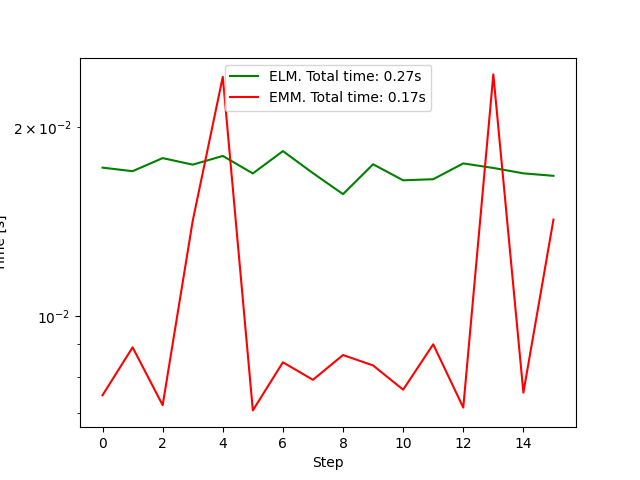 ELM. Total time: 0.27s
EMM. Total time: 0.17s
2 × 10⁻²
10⁻²
0 2 4 6 8 10 12 14
Step